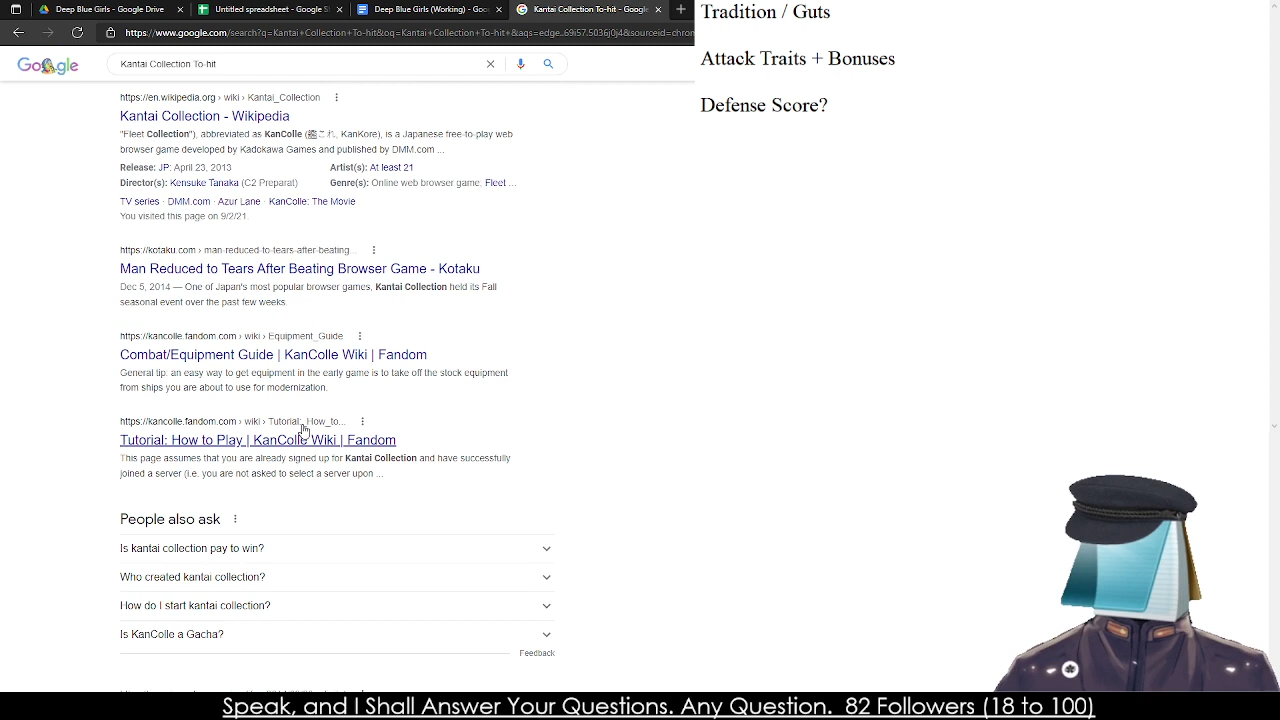 Deep Blue Girls - Google Drive
Untitled spreadsheet - Google S
Deep Blue Girls (Working) - Goo
Kantai Collection To-hit - Google
https://www.google.com/search?q=Kantai+Collection+To-hit&oq=Kantai+Collection+To-hit+&aqs=edge..69i57.5036j0j4&sourceid=chrom
Google
Kantai Collection To-hit
https://en.wikipedia.org › wiki › Kantai_Collection
Kantai Collection - Wikipedia
"Fleet Collection"), abbreviated as KanColle (艦これ, KanKore), is a Japanese free-to-play web
browser game developed by Kadokawa Games and published by DMM.com ...
Release: JP: April 23, 2013
Artist(s): At least 21
Director(s): Kensuke Tanaka (C2 Preparat)
Genre(s): Online web browser game; Fleet ...
TV series · DMM.com · Azur Lane · KanColle: The Movie
You visited this page on 9/2/21.
https://kotaku.com › man-reduced-to-tears-after-beating...
Man Reduced to Tears After Beating Browser Game - Kotaku
Dec 5, 2014 — One of Japan's most popular browser games, Kantai Collection held its Fall
seasonal event over the past few weeks.
https://kancolle.fandom.com › wiki › Equipment_Guide
Combat/Equipment Guide | KanColle Wiki | Fandom
General tip: an easy way to get equipment in the early game is to take off the stock equipment
from ships you are about to use for modernization.
https://kancolle.fandom.com › wiki › Tutorial:_How_to...
Tutorial: How to Play | KanColle Wiki | Fandom
This page assumes that you are already signed up for Kantai Collection and have successfully
joined a server (i.e. you are not asked to select a server upon ...
People also ask
Is kantai collection pay to win?
Who created kantai collection?
How do I start kantai collection?
Is KanColle a Gacha?
Feedback
Tradition / Guts
Attack Traits + Bonuses
Defense Score?
Speak, and I Shall Answer Your Questions. Any Question. 82 Followers (18 to 100)